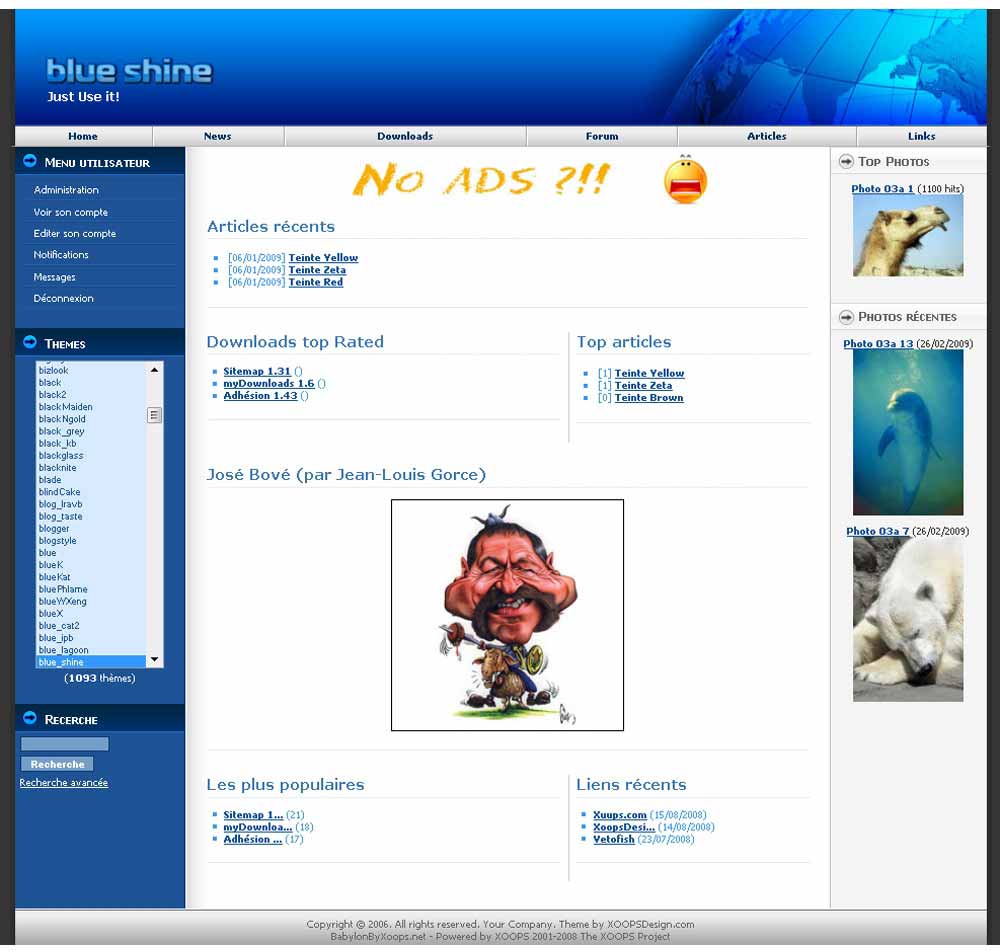 blue shine
Just Use it!
Home News Downloads Forum Articles Links
Menu utilisateur
Administration
Voir son compte
Editer son compte
Notifications
Messages
Déconnexion
Themes
bizlook
black
black2
blackMaiden
blackNgold
black_grey
black_kb
blackglass
blacknite
blade
blindCake
blog_lravb
blog_taste
blogger
blogstyle
blue
blueK
blueKat
bluePhlame
blueWXeng
blueX
blue_cat2
blue_ipb
blue_lagoon
blue_shine
(1093 thèmes)
Recerche
Recherche
Recherche avancée
No ads ?!!
Articles récents
[06/01/2009] Teinte Yellow
[06/01/2009] Teinte Zeta
[06/01/2009] Teinte Red
Downloads top Rated
Sitemap 1.31 ()
myDownloads 1.6 ()
Adhésion 1.43 ()
Top articles
[1] Teinte Yellow
[1] Teinte Zeta
[0] Teinte Brown
José Bové (par Jean-Louis Gorce)
Les plus populaires
Sitemap 1... (21)
myDownloa... (18)
Adhésion ... (17)
Liens récents
Xuups.com (15/08/2008)
XoopsDesi... (14/08/2008)
Vetofish (23/07/2008)
Top Photos
Photo 03a 1 (1100 hits)
Photos récentes
Photo 03a 13 (26/02/2009)
Photo 03a 7 (26/02/2009)
Copyright © 2006. All rights reserved. Your Company. Theme by XOOPSDesign.com
BabylonByXoops.net - Powered by XOOPS 2001-2008 The XOOPS Project